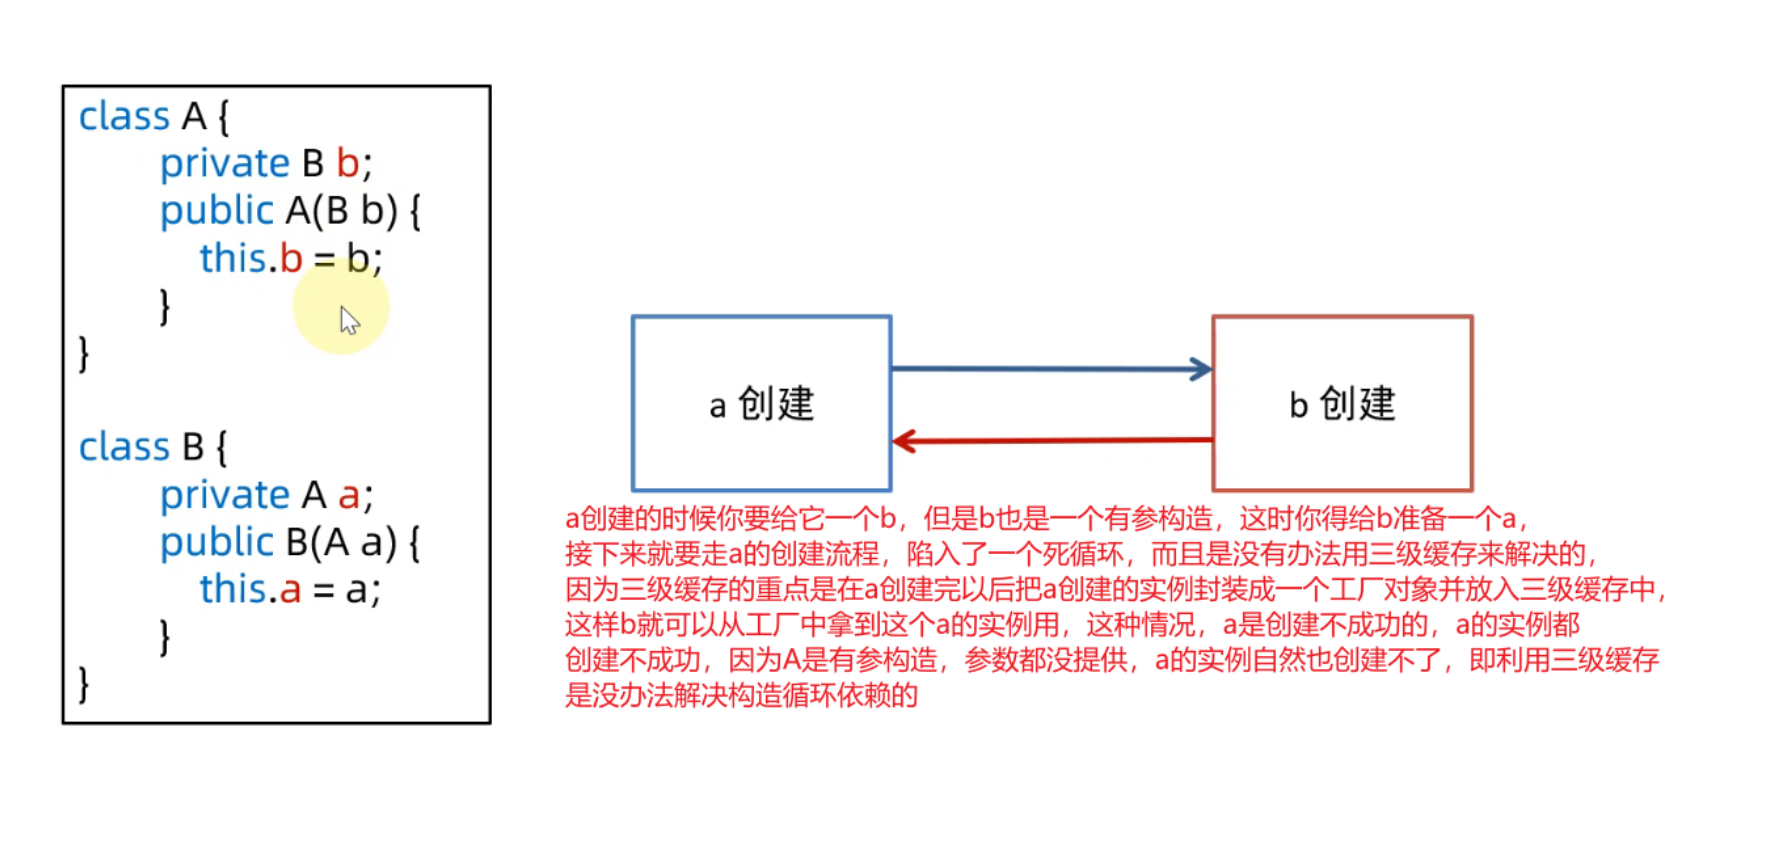 class A {
private B b;
public A(B b) {
this.b = b;
}
}
class B {
private A a;
public B(A a) {
this.a = a;
}
}
a 创建
b 创建
a创建的时候你要给它一个b，但是b也是一个有参构造，这时你得给b准备一个a，
接下来就要走a的创建流程，陷入了一个死循环，而且是没有办法用三级缓存来解决的，
因为三级缓存的重点是在a创建完以后把a创建的实例封装成一个工厂对象并放入三级缓存中，
这样b就可以从工厂中拿到这个a的实例用，这种情况，a是创建不成功的，a的实例都
创建不成功，因为A是有参构造，参数都没提供，a的实例自然也创建不了，即利用三级缓存
是没办法解决构造循环依赖的